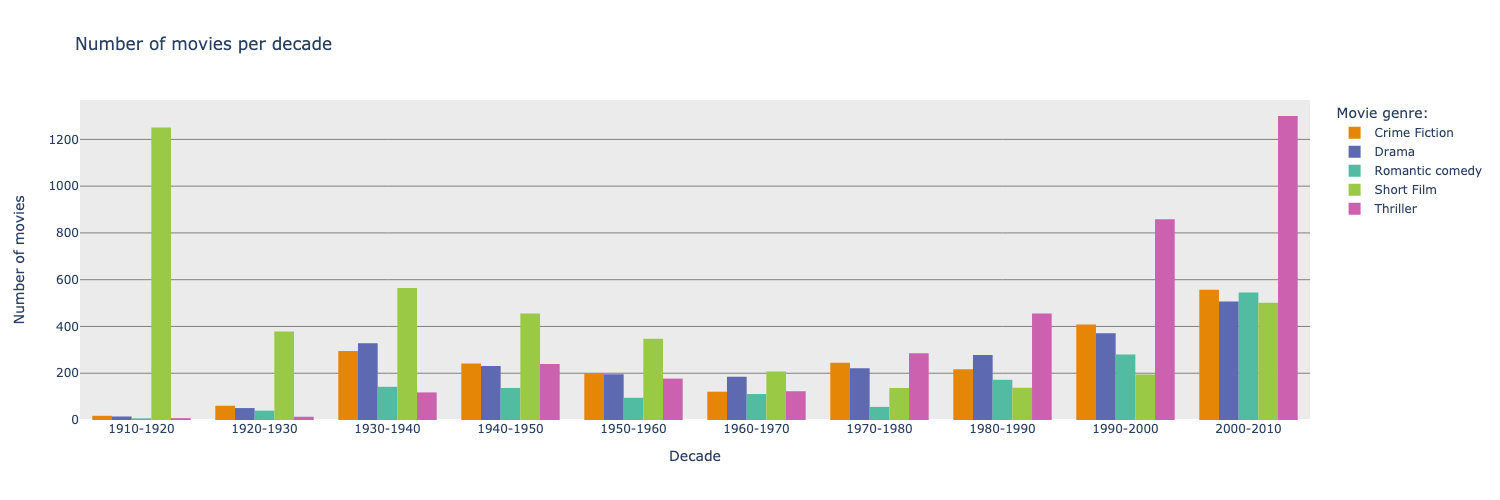 Number of movies per decade
Movie genre:
Crime Fiction
Drama
Romantic comedy
Short Film
Thriller
Number of movies
1200
1000
800
600
400
200
0
1910-1920
1920-1930
1930-1940
1940-1950
1950-1960
1960-1970
1970-1980
1980-1990
1990-2000
2000-2010
Decade